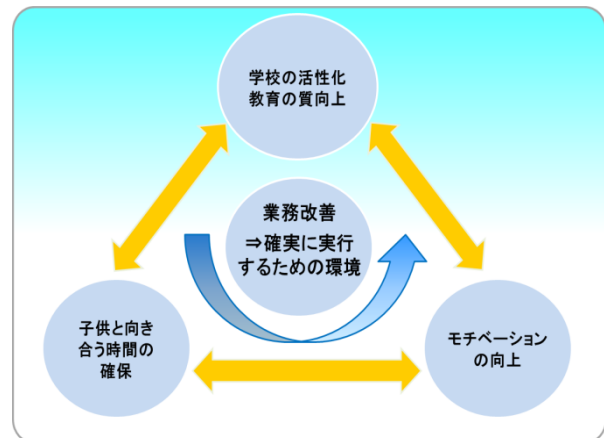 学校の活性化
教育の質向上
業務改善
⇒確実に実行
するための環境
子供と向き
合う時間の
確保
モチベーション
の向上